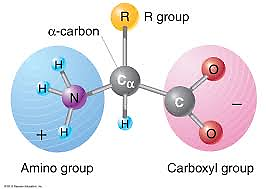 R R group
α-carbon
H
H
N
Cα
O
C
−
H
+
H
O
Amino group Carboxyl group